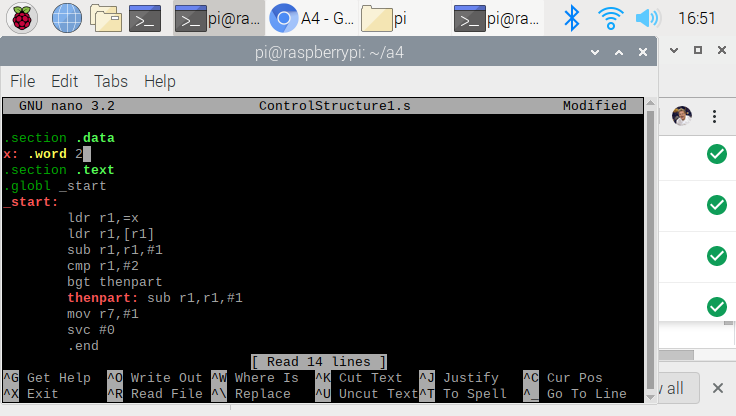 pi@ra...
A4 - G...
pi
pi@ra...
16:51
pi@raspberrypi: ~/a4
File Edit Tabs Help
GNU nano 3.2 ControlStructure1.s Modified
.section .data
x: .word 2
.section .text
.globl _start
_start:
ldr r1,=x
ldr r1,[r1]
sub r1,r1,#1
cmp r1,#2
bgt thenpart
thenpart: sub r1,r1,#1
mov r7,#1
svc #0
.end
[ Read 14 lines ]
^G Get Help ^O Write Out ^W Where Is ^K Cut Text ^J Justify ^C Cur Pos
^X Exit ^R Read File ^\ Replace ^U Uncut Text ^T To Spell ^_ Go To Line
all